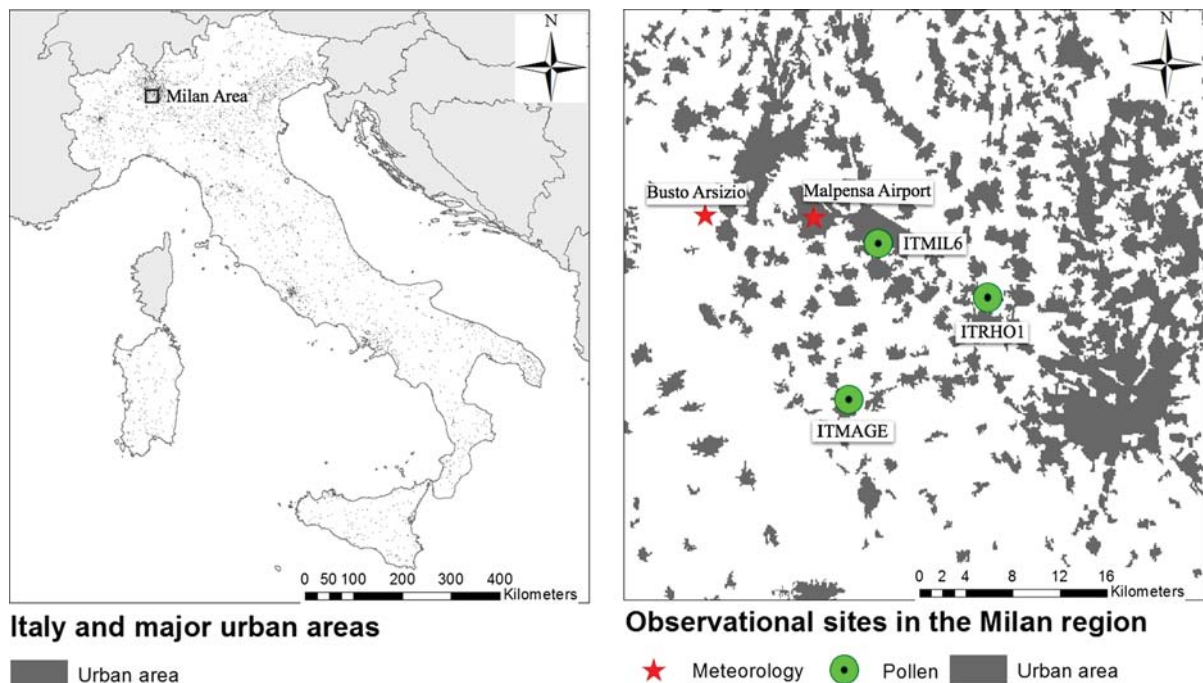 N
Milan Area
0 50 100 200 300 400
Kilometers
Italy and major urban areas
Urban area
N
Busto Arsizio
Malpensa Airport
ITMIL6
ITRHO1
ITMAGE
0 2 4 8 12 16
Kilometers
Observational sites in the Milan region
Meteorology Pollen Urban area